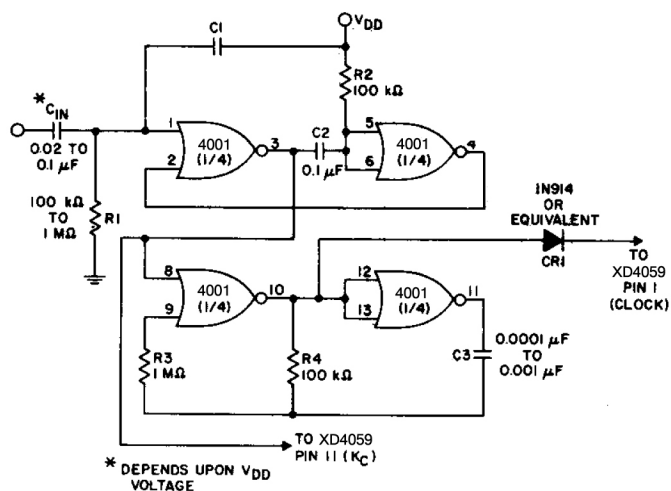 C1
VDD
R2
100 kΩ
*CIN
0.02 TO
0.1 µF
1
2
4001
(1/4)
3
C2
0.1 µF
5
6
4001
(1/4)
4
100 kΩ
TO
1 MΩ
R1
1N914
OR
EQUIVALENT
CR1
TO
XD4059
PIN 1
(CLOCK)
8
9
4001
(1/4)
10
12
13
4001
(1/4)
11
R3
1 MΩ
R4
100 kΩ
C3
0.0001 µF
TO
0.001 µF
TO XD4059
PIN 11 (KC)
* DEPENDS UPON VDD
VOLTAGE